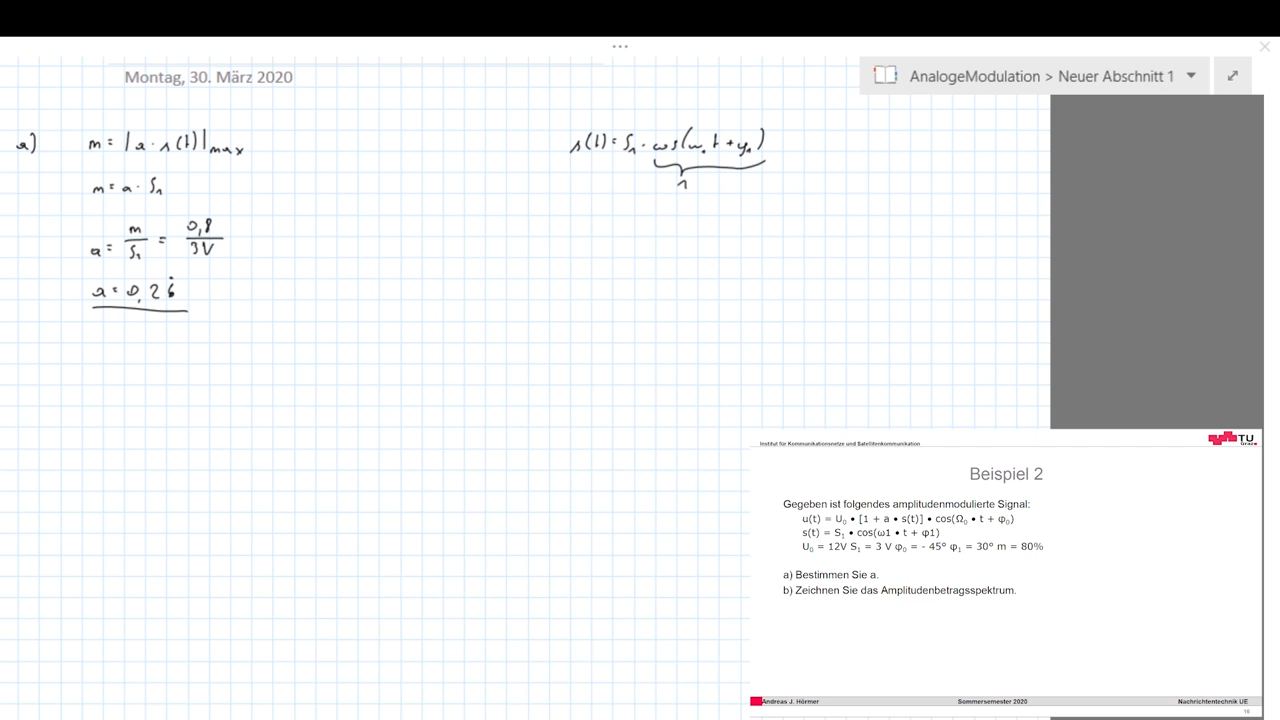 Montag, 30. März 2020
AnalogeModulation > Neuer Abschnitt 1
a) m = |a · s(t)|max
s(t) = S₁ · cos(ω₁ t + φ₁)
1
m = a · S₁
a = m/S₁ = 0,8/3V
a = 0,26̇
Institut für Kommunikationsnetze und Satellitenkommunikation
TU Graz
Beispiel 2
Gegeben ist folgendes amplitudenmodulierte Signal:
u(t) = U₀ • [1 + a • s(t)] • cos(Ω₀ • t + φ₀)
s(t) = S₁ • cos(ω1 • t + φ1)
U₀ = 12V S₁ = 3 V φ₀ = - 45° φ₁ = 30° m = 80%
a) Bestimmen Sie a.
b) Zeichnen Sie das Amplitudenbetragsspektrum.
Andreas J. Hörmer Sommersemester 2020 Nachrichtentechnik UE
16